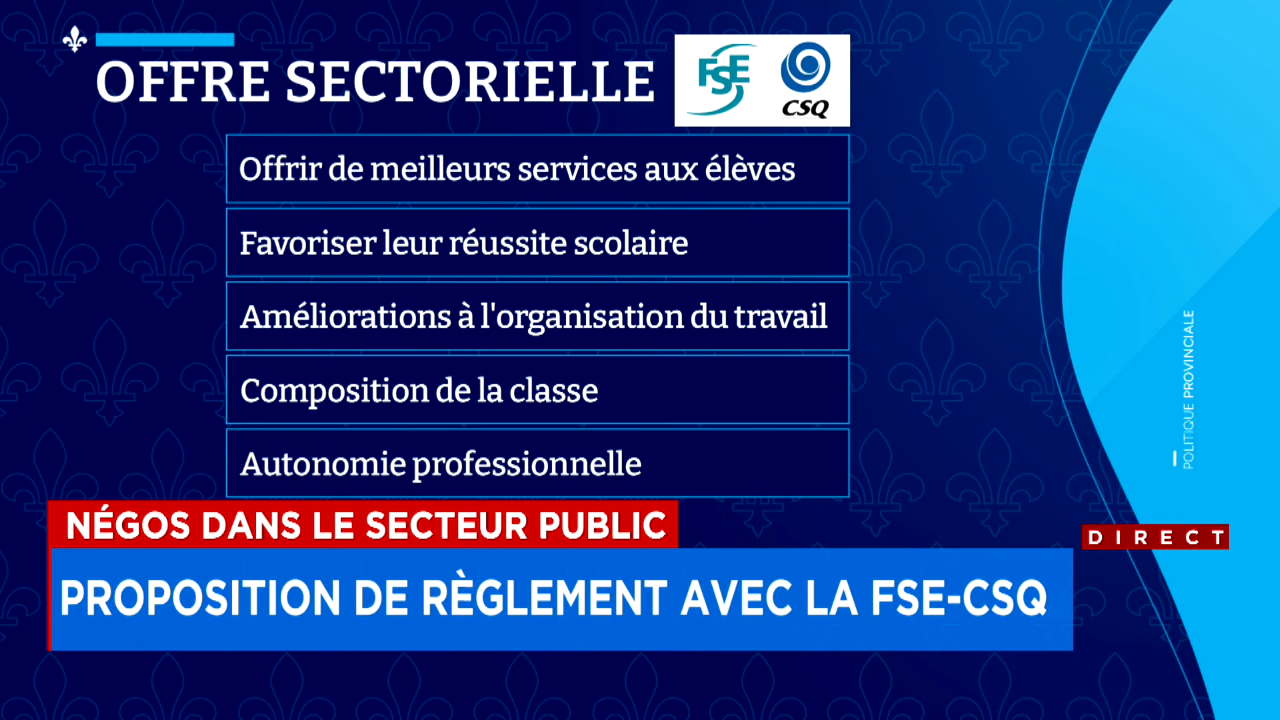 OFFRE SECTORIELLE
FSE
CSQ
Offrir de meilleurs services aux élèves
Favoriser leur réussite scolaire
Améliorations à l'organisation du travail
Composition de la classe
Autonomie professionnelle
POLITIQUE PROVINCIALE
NÉGOS DANS LE SECTEUR PUBLIC
DIRECT
PROPOSITION DE RÈGLEMENT AVEC LA FSE-CSQ